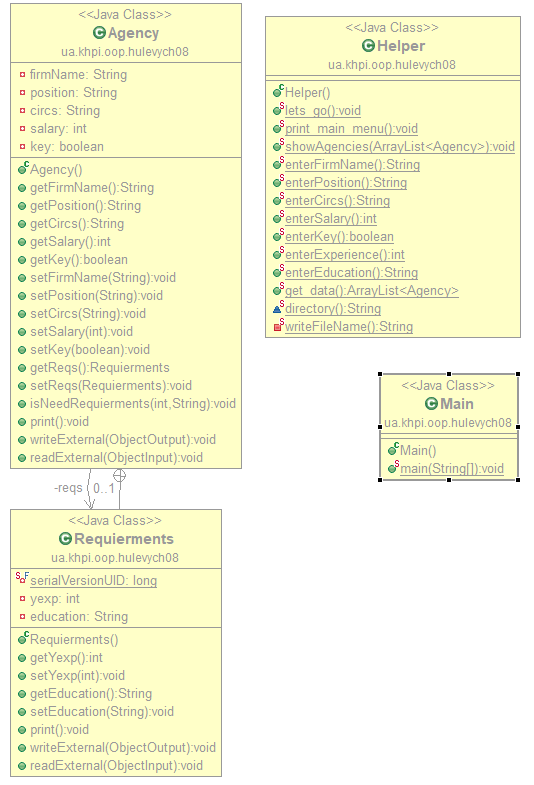 <<Java Class>>
Agency
ua.khpi.oop.hulevych08
firmName: String
position: String
circs: String
salary: int
key: boolean
Agency()
getFirmName():String
getPosition():String
getCircs():String
getSalary():int
getKey():boolean
setFirmName(String):void
setPosition(String):void
setCircs(String):void
setSalary(int):void
setKey(boolean):void
getReqs():Requierments
setReqs(Requierments):void
isNeedRequierments(int,String):void
print():void
writeExternal(ObjectOutput):void
readExternal(ObjectInput):void
-reqs 0..1
<<Java Class>>
Requierments
ua.khpi.oop.hulevych08
serialVersionUID: long
yexp: int
education: String
Requierments()
getYexp():int
setYexp(int):void
getEducation():String
setEducation(String):void
print():void
writeExternal(ObjectOutput):void
readExternal(ObjectInput):void
<<Java Class>>
Helper
ua.khpi.oop.hulevych08
Helper()
lets_go():void
print_main_menu():void
showAgencies(ArrayList<Agency>):void
enterFirmName():String
enterPosition():String
enterCircs():String
enterSalary():int
enterKey():boolean
enterExperience():int
enterEducation():String
get_data():ArrayList<Agency>
directory():String
writeFileName():String
<<Java Class>>
Main
ua.khpi.oop.hulevych08
Main()
main(String[]):void